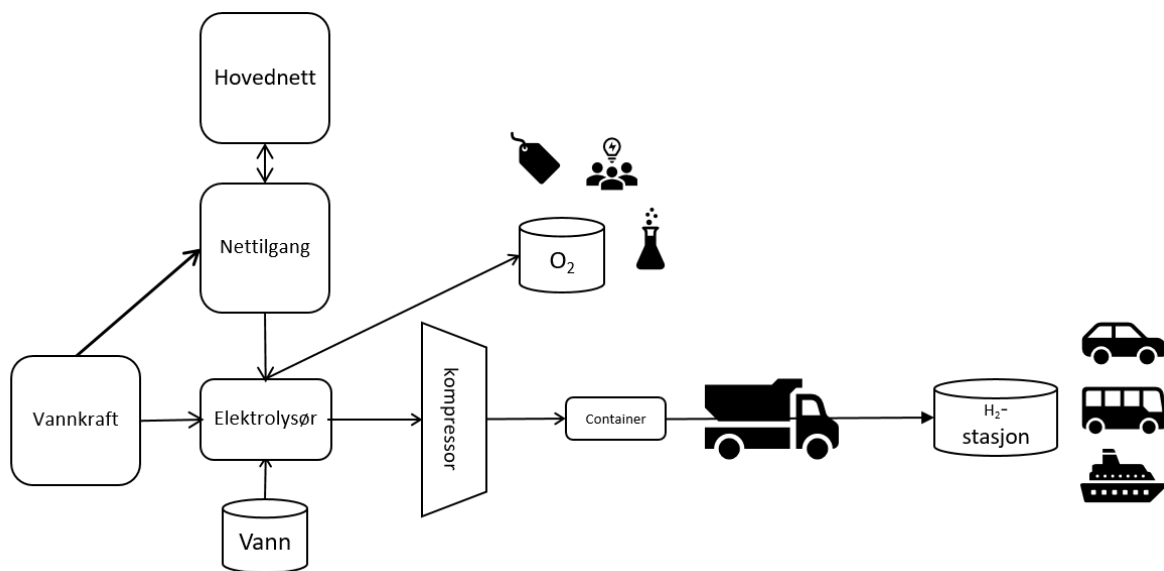 Hovednett
Nettilgang
O₂
Vannkraft
Elektrolysør
kompressor
Container
H₂-
stasjon
Vann